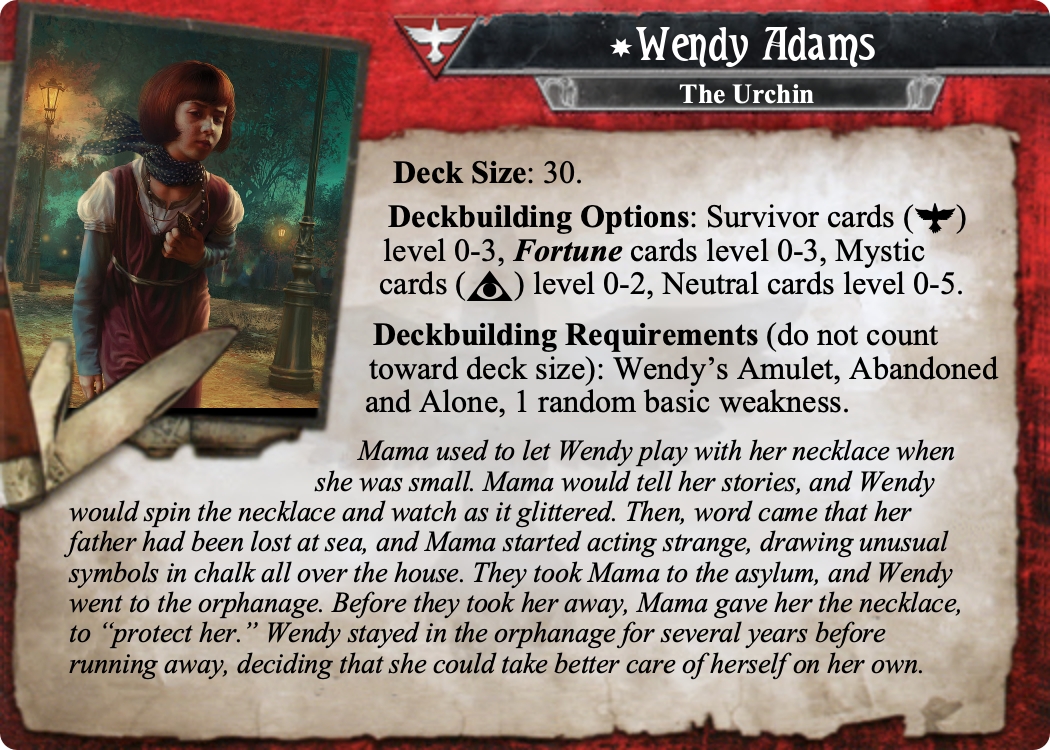 ✷Wendy Adams
The Urchin
Deck Size: 30.
Deckbuilding Options: Survivor cards ( )
level 0-3, Fortune cards level 0-3, Mystic
cards ( ) level 0-2, Neutral cards level 0-5.
Deckbuilding Requirements (do not count
toward deck size): Wendy’s Amulet, Abandoned
and Alone, 1 random basic weakness.
Mama used to let Wendy play with her necklace when
she was small. Mama would tell her stories, and Wendy
would spin the necklace and watch as it glittered. Then, word came that her
father had been lost at sea, and Mama started acting strange, drawing unusual
symbols in chalk all over the house. They took Mama to the asylum, and Wendy
went to the orphanage. Before they took her away, Mama gave her the necklace,
to “protect her.” Wendy stayed in the orphanage for several years before
running away, deciding that she could take better care of herself on her own.